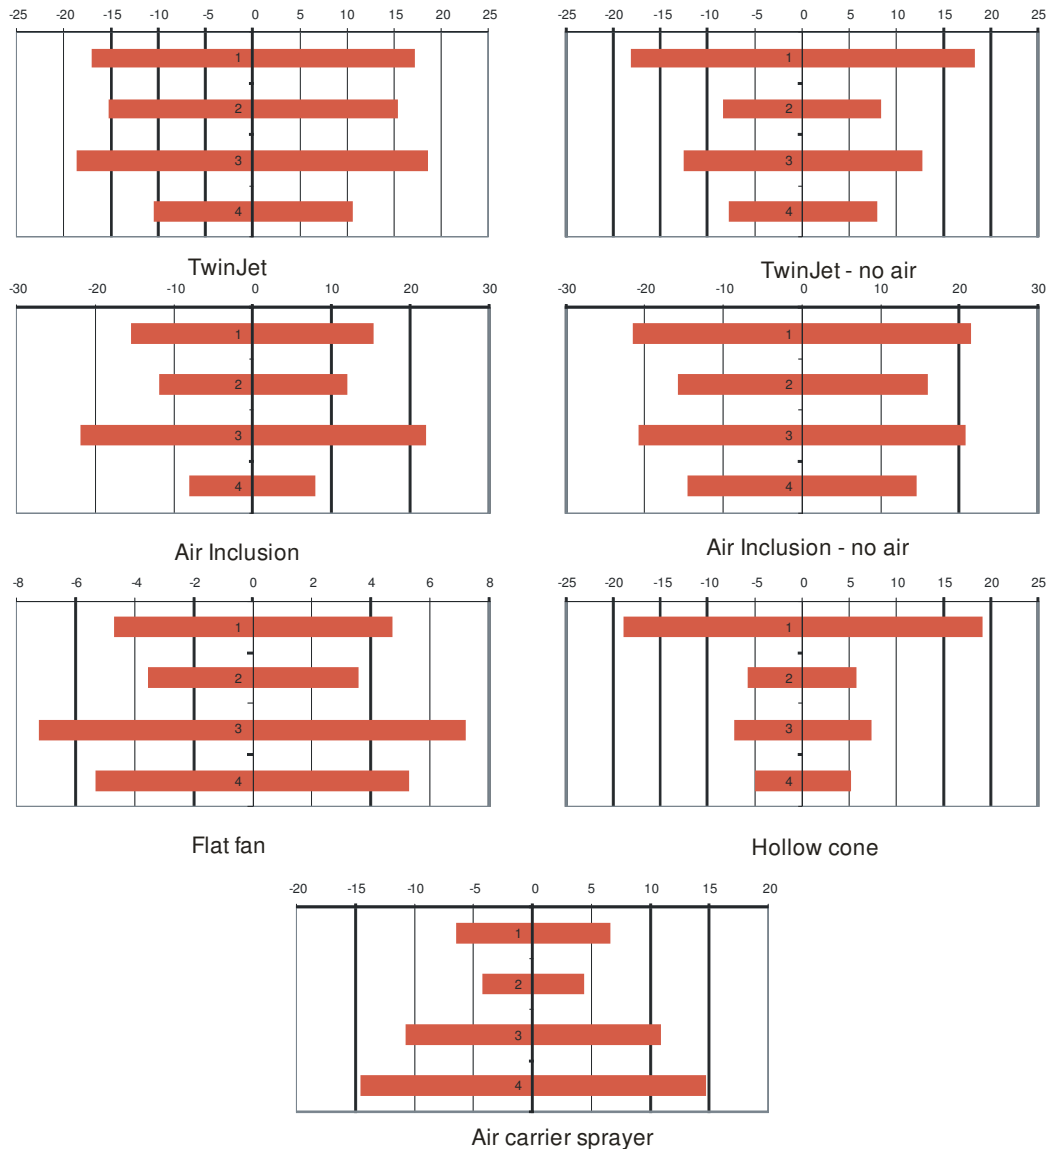 -25 -20 -15 -10 -5 0 5 10 15 20 25
1
2
3
4
TwinJet
-25 -20 -15 -10 -5 0 5 10 15 20 25
1
2
3
4
TwinJet - no air
-30 -20 -10 0 10 20 30
1
2
3
4
Air Inclusion
-30 -20 -10 0 10 20 30
1
2
3
4
Air Inclusion - no air
-8 -6 -4 -2 0 2 4 6 8
1
2
3
4
Flat fan
-25 -20 -15 -10 -5 0 5 10 15 20 25
1
2
3
4
Hollow cone
-20 -15 -10 -5 0 5 10 15 20
1
2
3
4
Air carrier sprayer